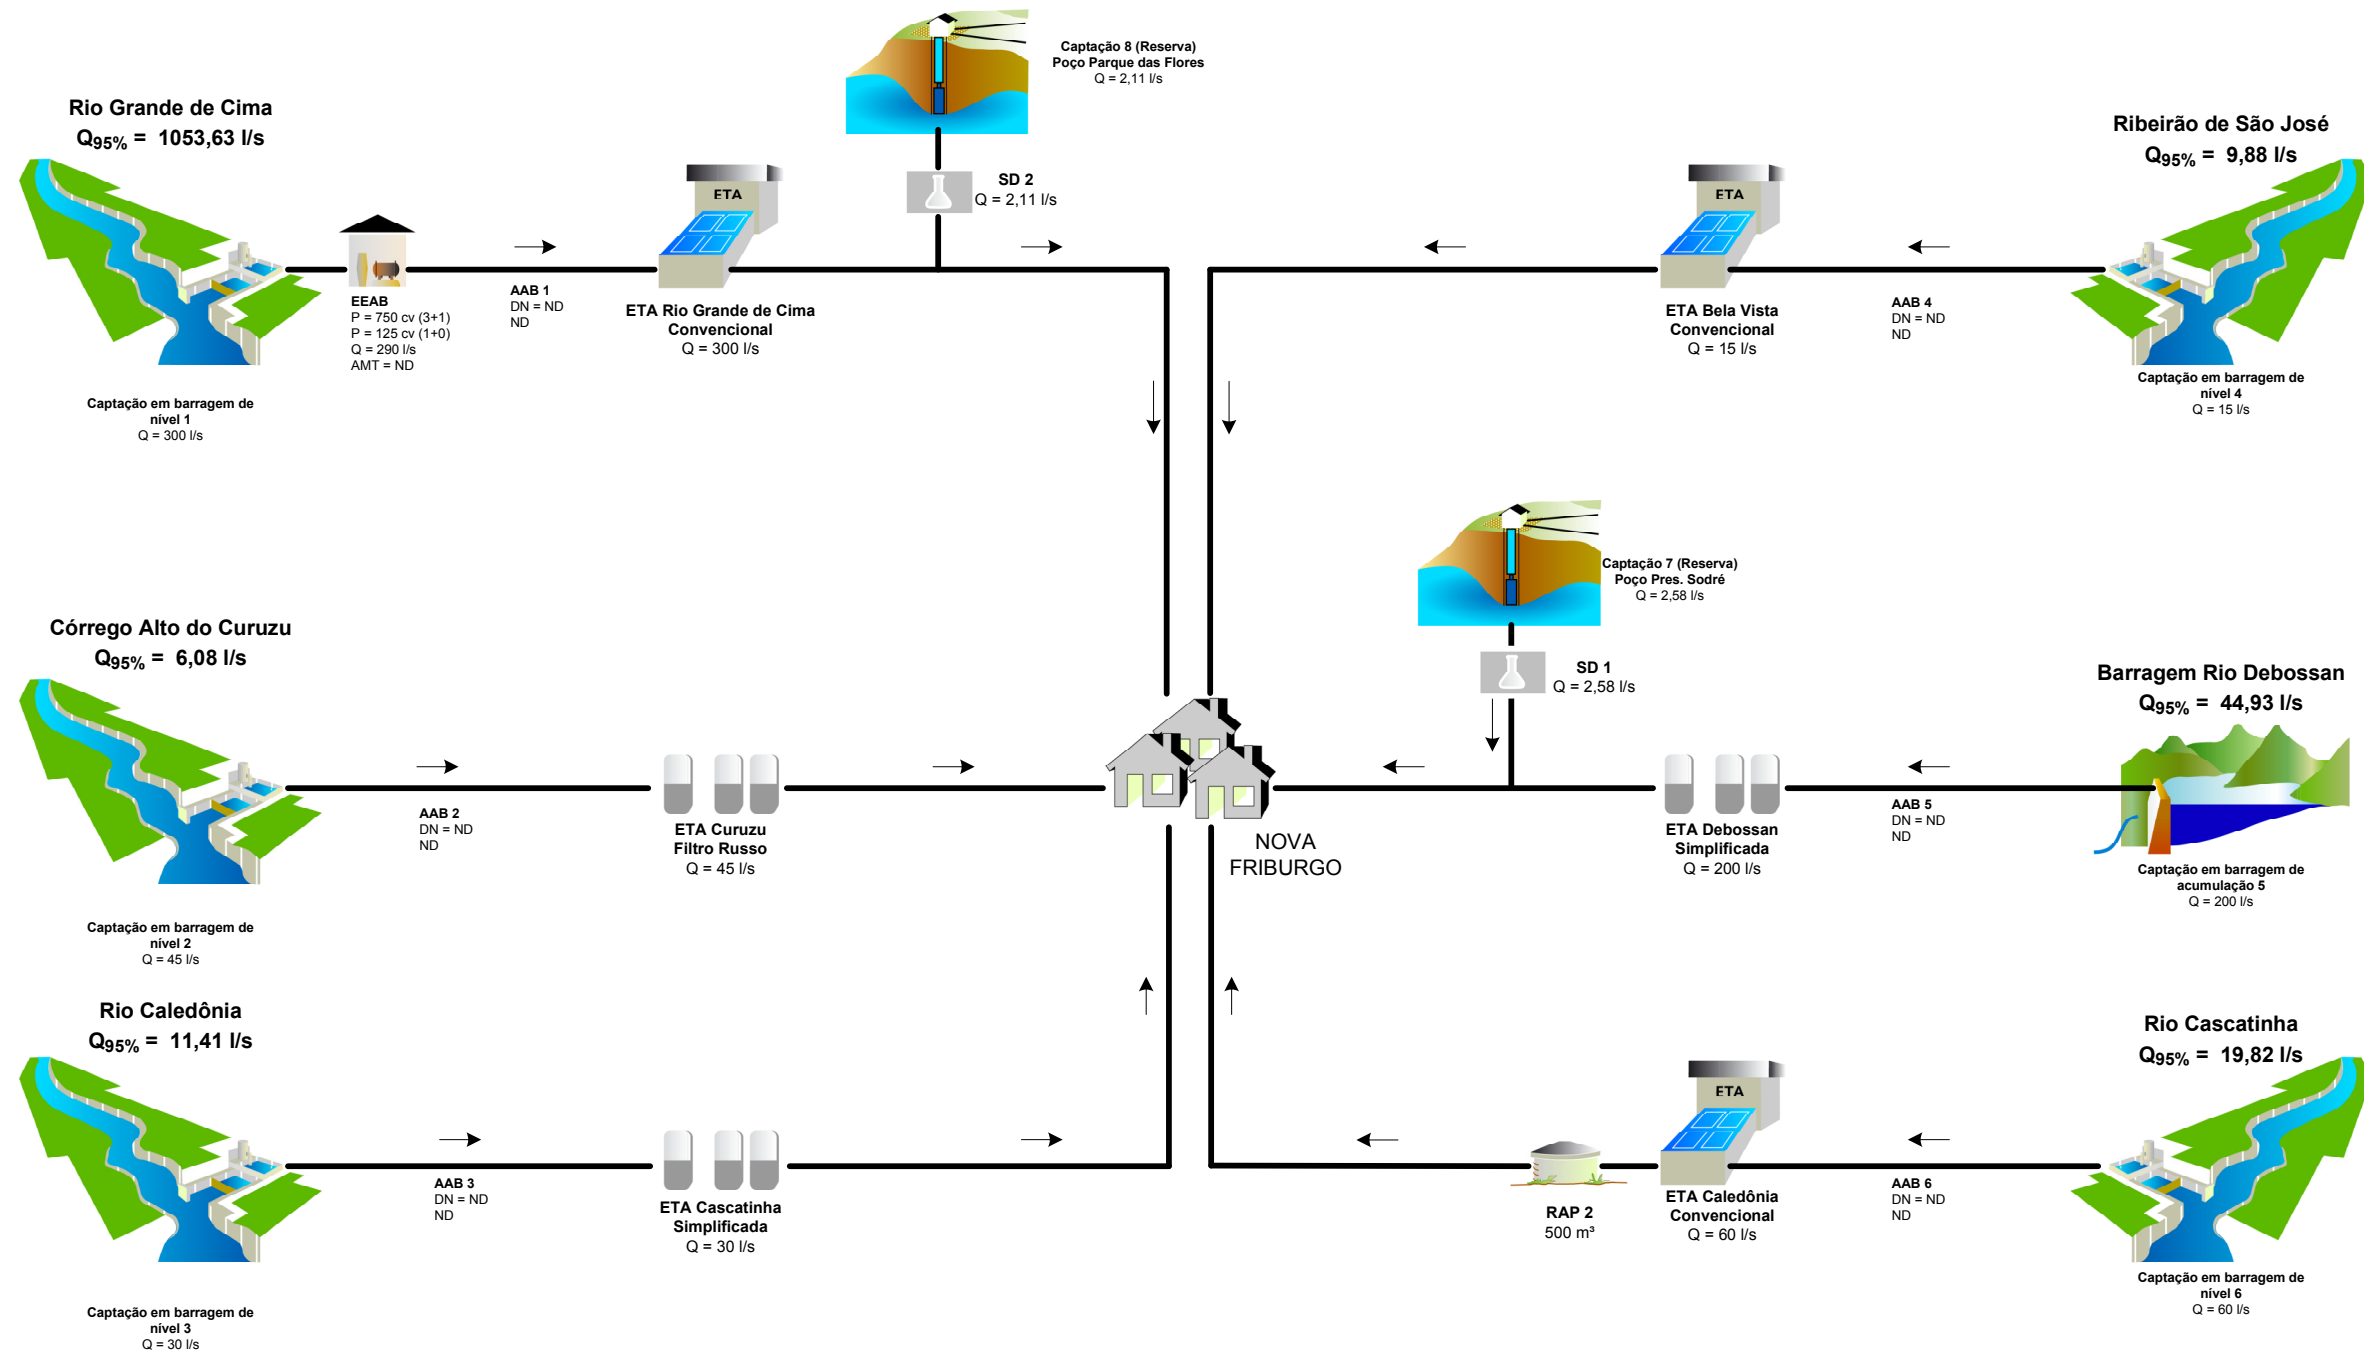 Captação 8 (Reserva)
Poço Parque das Flores
Q = 2,11 l/s
Rio Grande de Cima
Q95% = 1053,63 l/s
Ribeirão de São José
Q95% = 9,88 l/s
SD 2
Q = 2,11 l/s
ETA
ETA
EEAB
P = 750 cv (3+1)
P = 125 cv (1+0)
Q = 290 l/s
AMT = ND
AAB 1
DN = ND
ND
ETA Rio Grande de Cima
Convencional
Q = 300 l/s
ETA Bela Vista
Convencional
Q = 15 l/s
AAB 4
DN = ND
ND
Captação em barragem de
nível 1
Q = 300 l/s
Captação em barragem de
nível 4
Q = 15 l/s
Captação 7 (Reserva)
Poço Pres. Sodré
Q = 2,58 l/s
Córrego Alto do Curuzu
Q95% = 6,08 l/s
SD 1
Q = 2,58 l/s
Barragem Rio Debossan
Q95% = 44,93 l/s
AAB 2
DN = ND
ND
ETA Curuzu
Filtro Russo
Q = 45 l/s
NOVA
FRIBURGO
ETA Debossan
Simplificada
Q = 200 l/s
AAB 5
DN = ND
ND
Captação em barragem de
acumulação 5
Q = 200 l/s
Captação em barragem de
nível 2
Q = 45 l/s
Rio Caledônia
Q95% = 11,41 l/s
Rio Cascatinha
Q95% = 19,82 l/s
ETA
AAB 3
DN = ND
ND
ETA Cascatinha
Simplificada
Q = 30 l/s
RAP 2
500 m³
ETA Caledônia
Convencional
Q = 60 l/s
AAB 6
DN = ND
ND
Captação em barragem de
nível 6
Q = 60 l/s
Captação em barragem de
nível 3
Q = 30 l/s